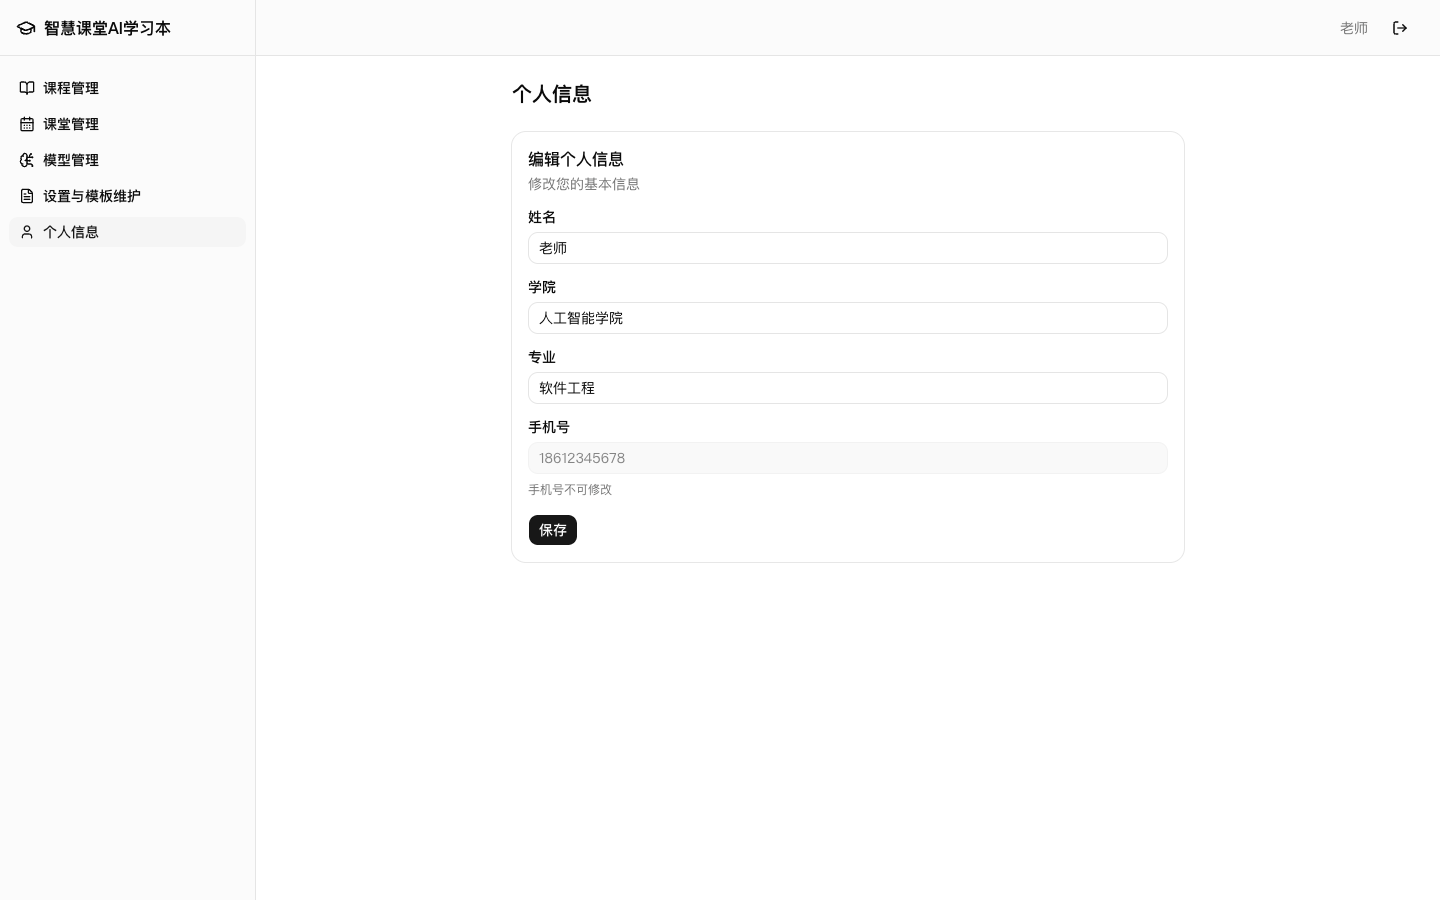 智慧课堂AI学习本
老师
课程管理
课堂管理
模型管理
设置与模板维护
个人信息
个人信息
编辑个人信息
修改您的基本信息
姓名
老师
学院
人工智能学院
专业
软件工程
手机号
18612345678
手机号不可修改
保存